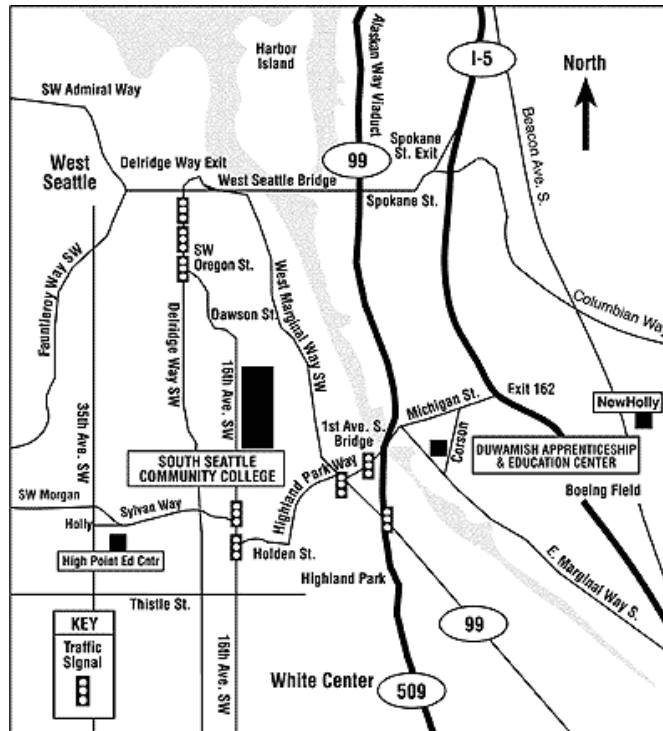 Harbor
Island
Alaskan Way Viaduct
I-5
North
SW Admiral Way
Beacon Ave. S.
West
Seattle
Delridge Way Exit
99
Spokane
St. Exit
West Seattle Bridge
Spokane St.
SW
Oregon St.
Fauntleroy Way SW
Delridge Way SW
Dawson St.
West Marginal Way SW
Columbian Way
16th Ave. SW
35th Ave. SW
Michigan St.
Exit 162
NewHolly
1st Ave. S.
Bridge
Corson
SOUTH SEATTLE
COMMUNITY COLLEGE
DUWAMISH APPRENTICESHIP
& EDUCATION CENTER
Highland Park Way
Boeing Field
SW Morgan
Sylvan Way
Holly
High Point Ed Cntr
Holden St.
E. Marginal Way S.
Highland Park
Thistle St.
KEY
Traffic
Signal
16th Ave. SW
99
White Center
509